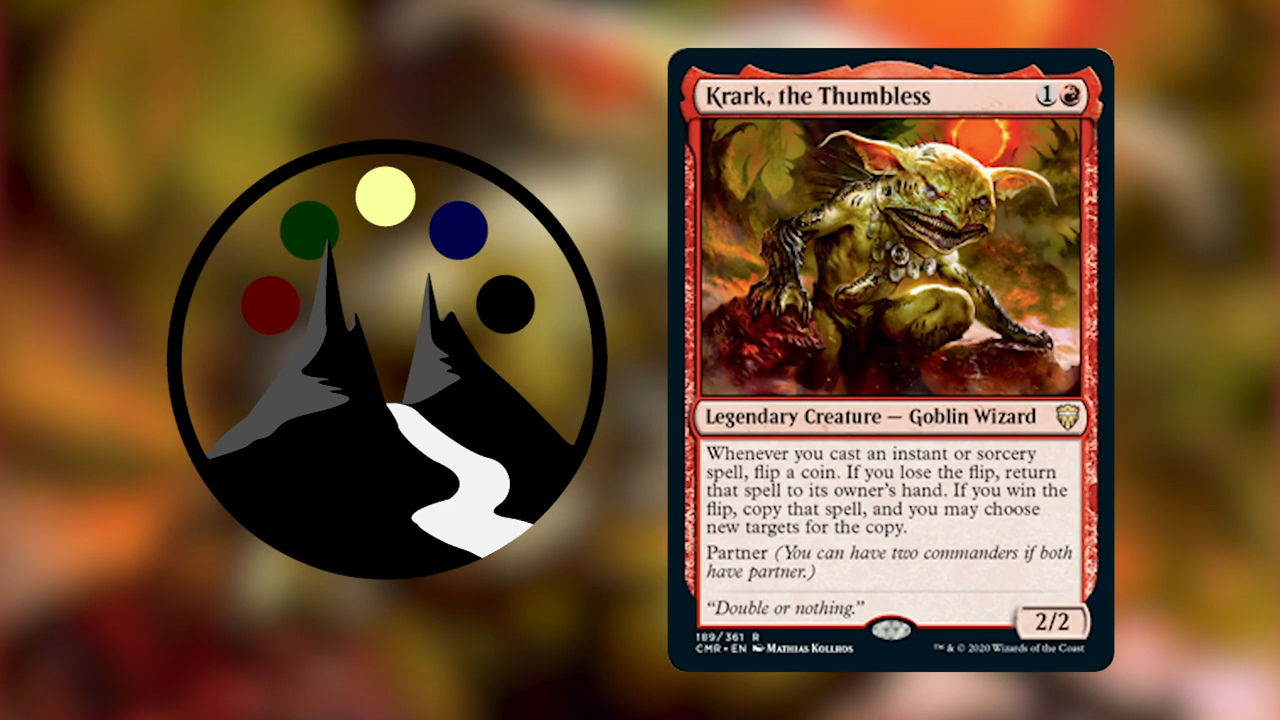 Krark, the Thumbless 1
Legendary Creature — Goblin Wizard
Whenever you cast an instant or sorcery
spell, flip a coin. If you lose the flip, return
that spell to its owner's hand. If you win the
flip, copy that spell, and you may choose
new targets for the copy.
Partner (You can have two commanders if both
have partner.)
"Double or nothing."
2/2
189/361 R
CMR • EN Mathias Kollros
™ & © 2020 Wizards of the Coast